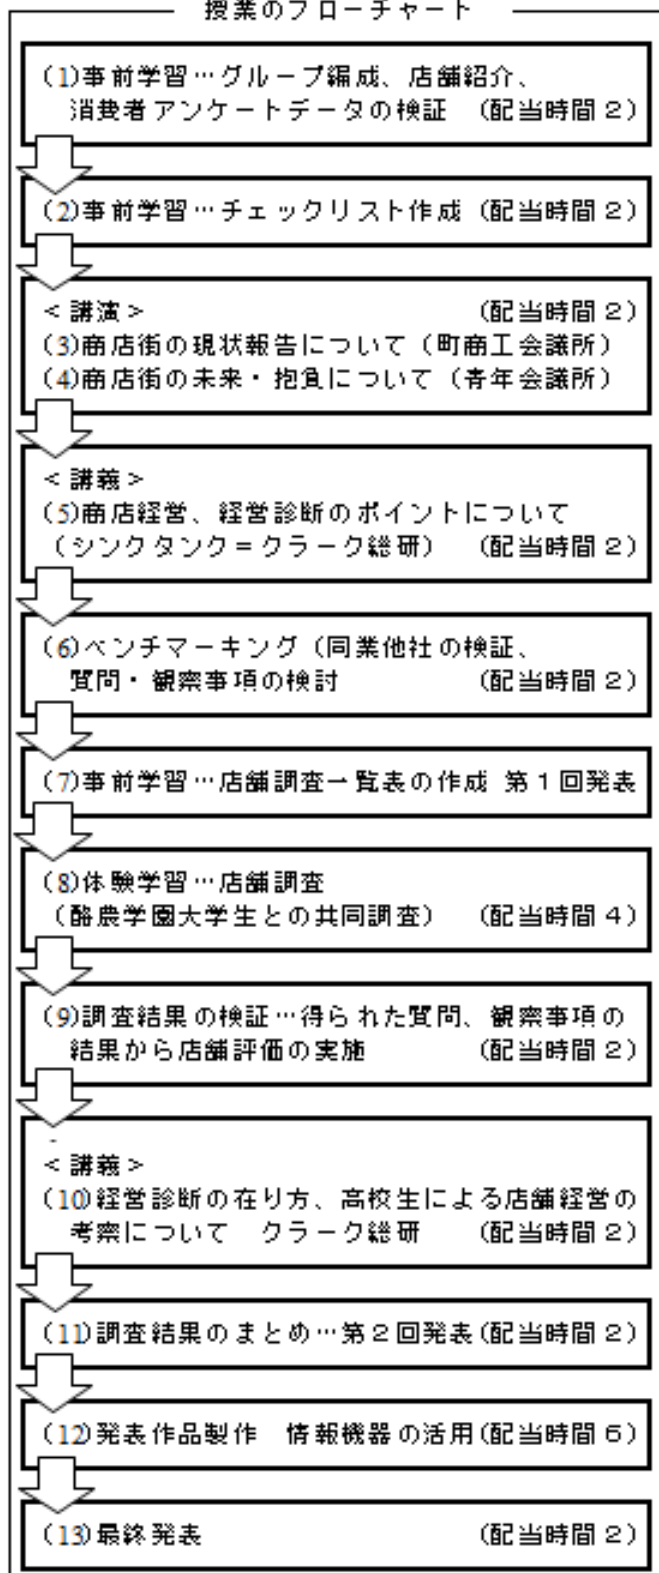 授業のフローチャート
(1)事前学習…グループ編成、店舗紹介、
消費者アンケートデータの検証 (配当時間2)
(2)事前学習…チェックリスト作成(配当時間2)
<講演> (配当時間2)
(3)商店街の現状報告について(町商工会議所)
(4)商店街の未来・抱負について(青年会議所)
<講義>
(5)商店経営、経営診断のポイントについて
(シンクタンク=クラーク総研) (配当時間2)
(6)ベンチマーキング(同業他社の検証、
質問・観察事項の検討 (配当時間2)
(7)事前学習…店舗調査一覧表の作成 第1回発表
(8)体験学習…店舗調査
(酪農学園大学生との共同調査) (配当時間4)
(9)調査結果の検証…得られた質問、観察事項の
結果から店舗評価の実施 (配当時間2)
<講義>
(10)経営診断の在り方、高校生による店舗経営の
考察について クラーク総研 (配当時間2)
(11)調査結果のまとめ…第2回発表(配当時間2)
(12)発表作品製作 情報機器の活用(配当時間6)
(13)最終発表 (配当時間2)